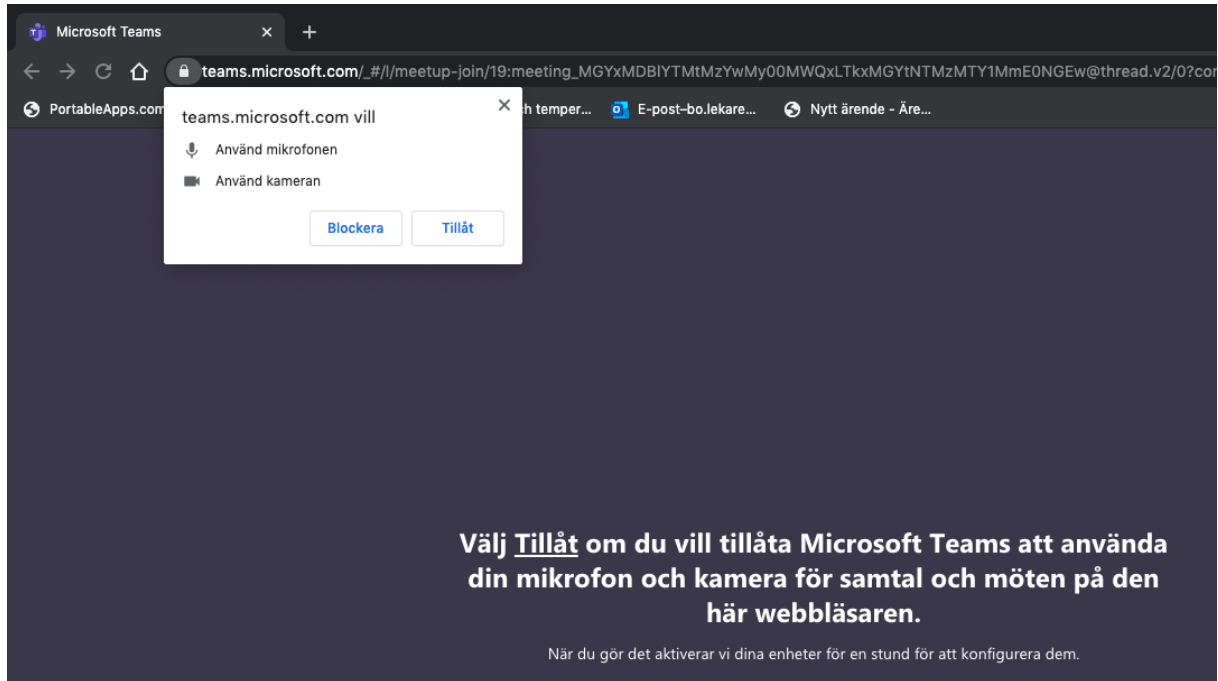 Microsoft Teams
teams.microsoft.com/_#/l/meetup-join/19:meeting_MGYxMDBlYTMtMzYwMy00MWQxLTkxMGYtNTMzMTY1MmE0NGEw@thread.v2/0?cor
PortableApps.com
ch temper...
E-post–bo.lekare...
Nytt ärende - Äre...
teams.microsoft.com vill
Använd mikrofonen
Använd kameran
Blockera
Tillåt
Välj Tillåt om du vill tillåta Microsoft Teams att använda
din mikrofon och kamera för samtal och möten på den
här webbläsaren.
När du gör det aktiverar vi dina enheter för en stund för att konfigurera dem.